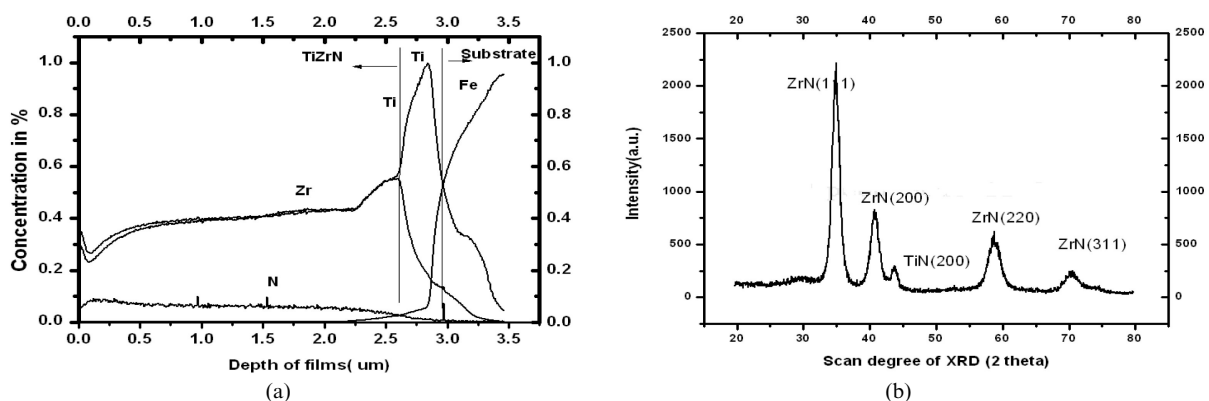 0.0 0.5 1.0 1.5 2.0 2.5 3.0 3.5
TiZrN Ti Substrate
Fe
Ti
Zr
N
Concentration in %
1.0 1.0
0.8 0.8
0.6 0.6
0.4 0.4
0.2 0.2
0.0 0.0
0.0 0.5 1.0 1.5 2.0 2.5 3.0 3.5
Depth of films( um)
(a)
20 30 40 50 60 70 80
2500 2500
2000 2000
1500 1500
1000 1000
500 500
0 0
Intensity(a.u.)
ZrN(111)
ZrN(200)
TiN(200)
ZrN(220)
ZrN(311)
20 30 40 50 60 70 80
Scan degree of XRD (2 theta)
(b)